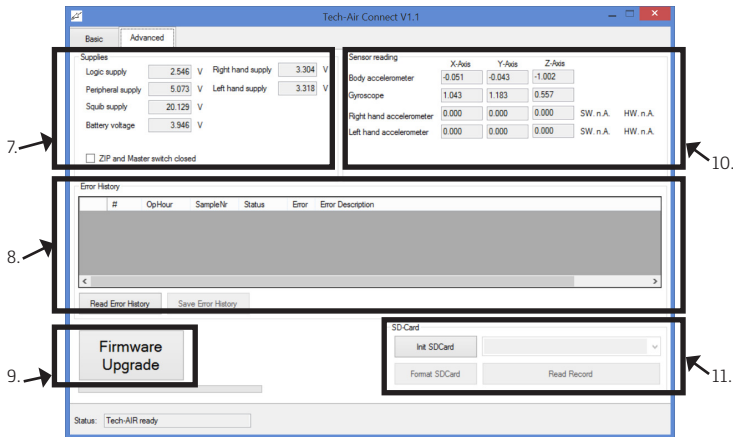 Tech-Air Connect V1.1
Basic Advanced
Supplies
Logic supply 2.546 V Right hand supply 3.304 V
Peripheral supply 5.073 V Left hand supply 3.318 V
Squib supply 20.129 V
Battery voltage 3.946 V
ZIP and Master switch closed
7.
Sensor reading
X-Axis Y-Axis Z-Axis
Body accelerometer -0.051 -0.043 -1.002
Gyroscope 1.043 1.183 0.557
Right hand accelerometer 0.000 0.000 0.000 SW. n.A. HW. n.A.
Left hand accelerometer 0.000 0.000 0.000 SW. n.A. HW. n.A.
10.
Error History
# OpHour SampleNr Status Error Error Description
8.
Read Error History Save Error History
Firmware
Upgrade
9.
SD-Card
Init SDCard
Format SDCard Read Record
11.
Status: Tech-AIR ready